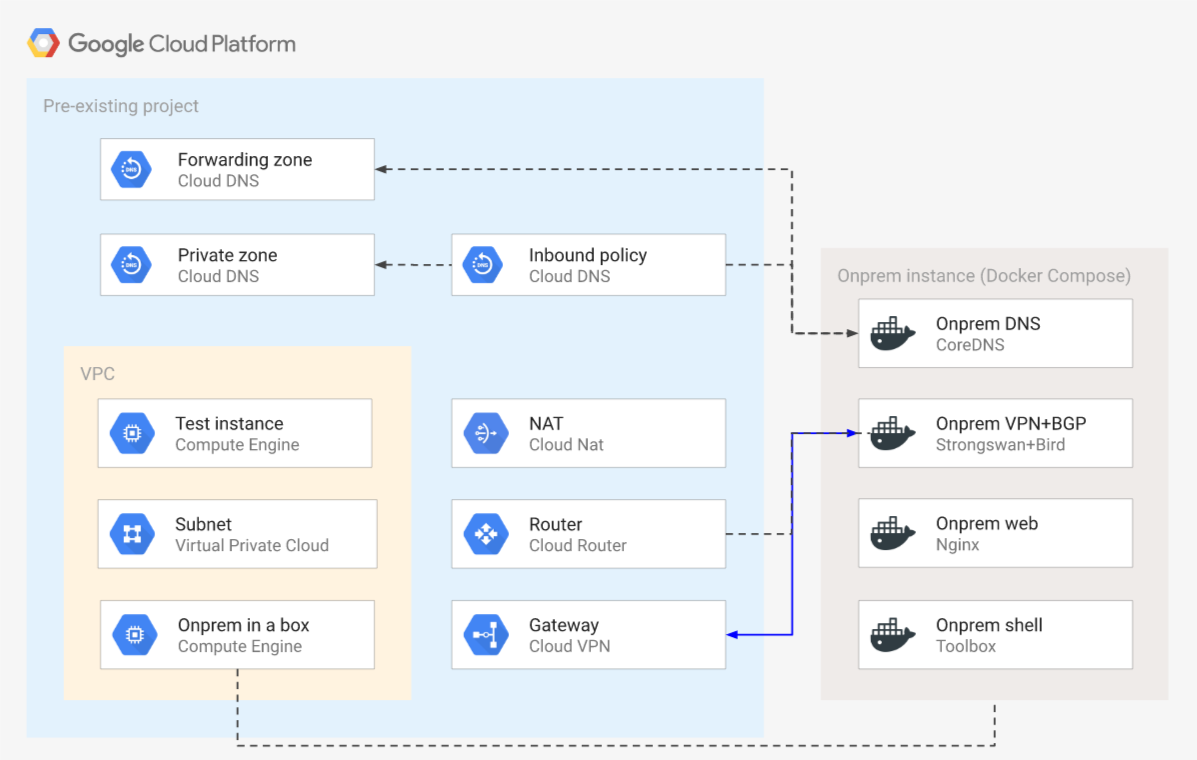 Google Cloud Platform
Pre-existing project
Forwarding zone
Cloud DNS
Private zone
Cloud DNS
Inbound policy
Cloud DNS
VPC
Test instance
Compute Engine
Subnet
Virtual Private Cloud
Onprem in a box
Compute Engine
NAT
Cloud Nat
Router
Cloud Router
Gateway
Cloud VPN
Onprem instance (Docker Compose)
Onprem DNS
CoreDNS
Onprem VPN+BGP
Strongswan+Bird
Onprem web
Nginx
Onprem shell
Toolbox